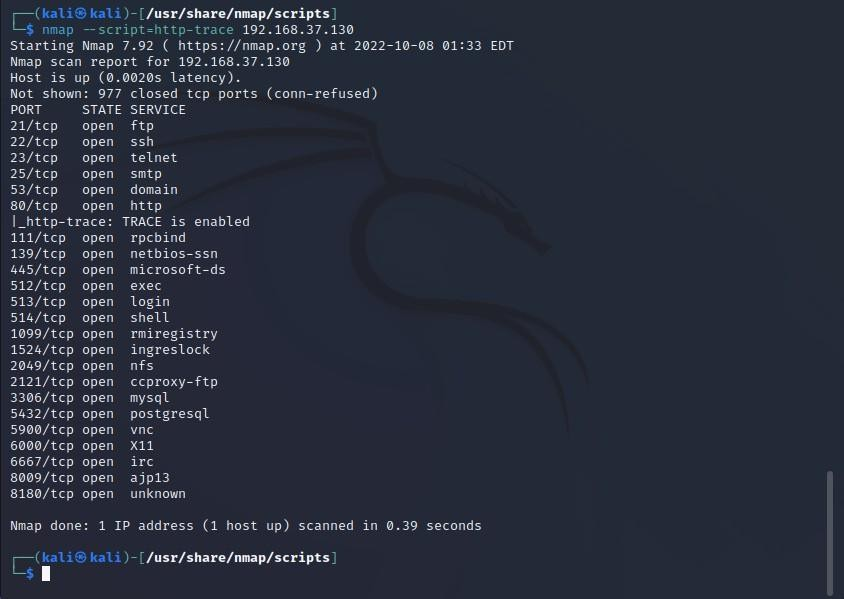 ┌──(kali㉿kali)-[/usr/share/nmap/scripts]
└─$ nmap --script=http-trace 192.168.37.130
Starting Nmap 7.92 ( https://nmap.org ) at 2022-10-08 01:33 EDT
Nmap scan report for 192.168.37.130
Host is up (0.0020s latency).
Not shown: 977 closed tcp ports (conn-refused)
PORT     STATE SERVICE
21/tcp   open  ftp
22/tcp   open  ssh
23/tcp   open  telnet
25/tcp   open  smtp
53/tcp   open  domain
80/tcp   open  http
|_http-trace: TRACE is enabled
111/tcp  open  rpcbind
139/tcp  open  netbios-ssn
445/tcp  open  microsoft-ds
512/tcp  open  exec
513/tcp  open  login
514/tcp  open  shell
1099/tcp open  rmiregistry
1524/tcp open  ingreslock
2049/tcp open  nfs
2121/tcp open  ccproxy-ftp
3306/tcp open  mysql
5432/tcp open  postgresql
5900/tcp open  vnc
6000/tcp open  X11
6667/tcp open  irc
8009/tcp open  ajp13
8180/tcp open  unknown
Nmap done: 1 IP address (1 host up) scanned in 0.39 seconds
┌──(kali㉿kali)-[/usr/share/nmap/scripts]
└─$